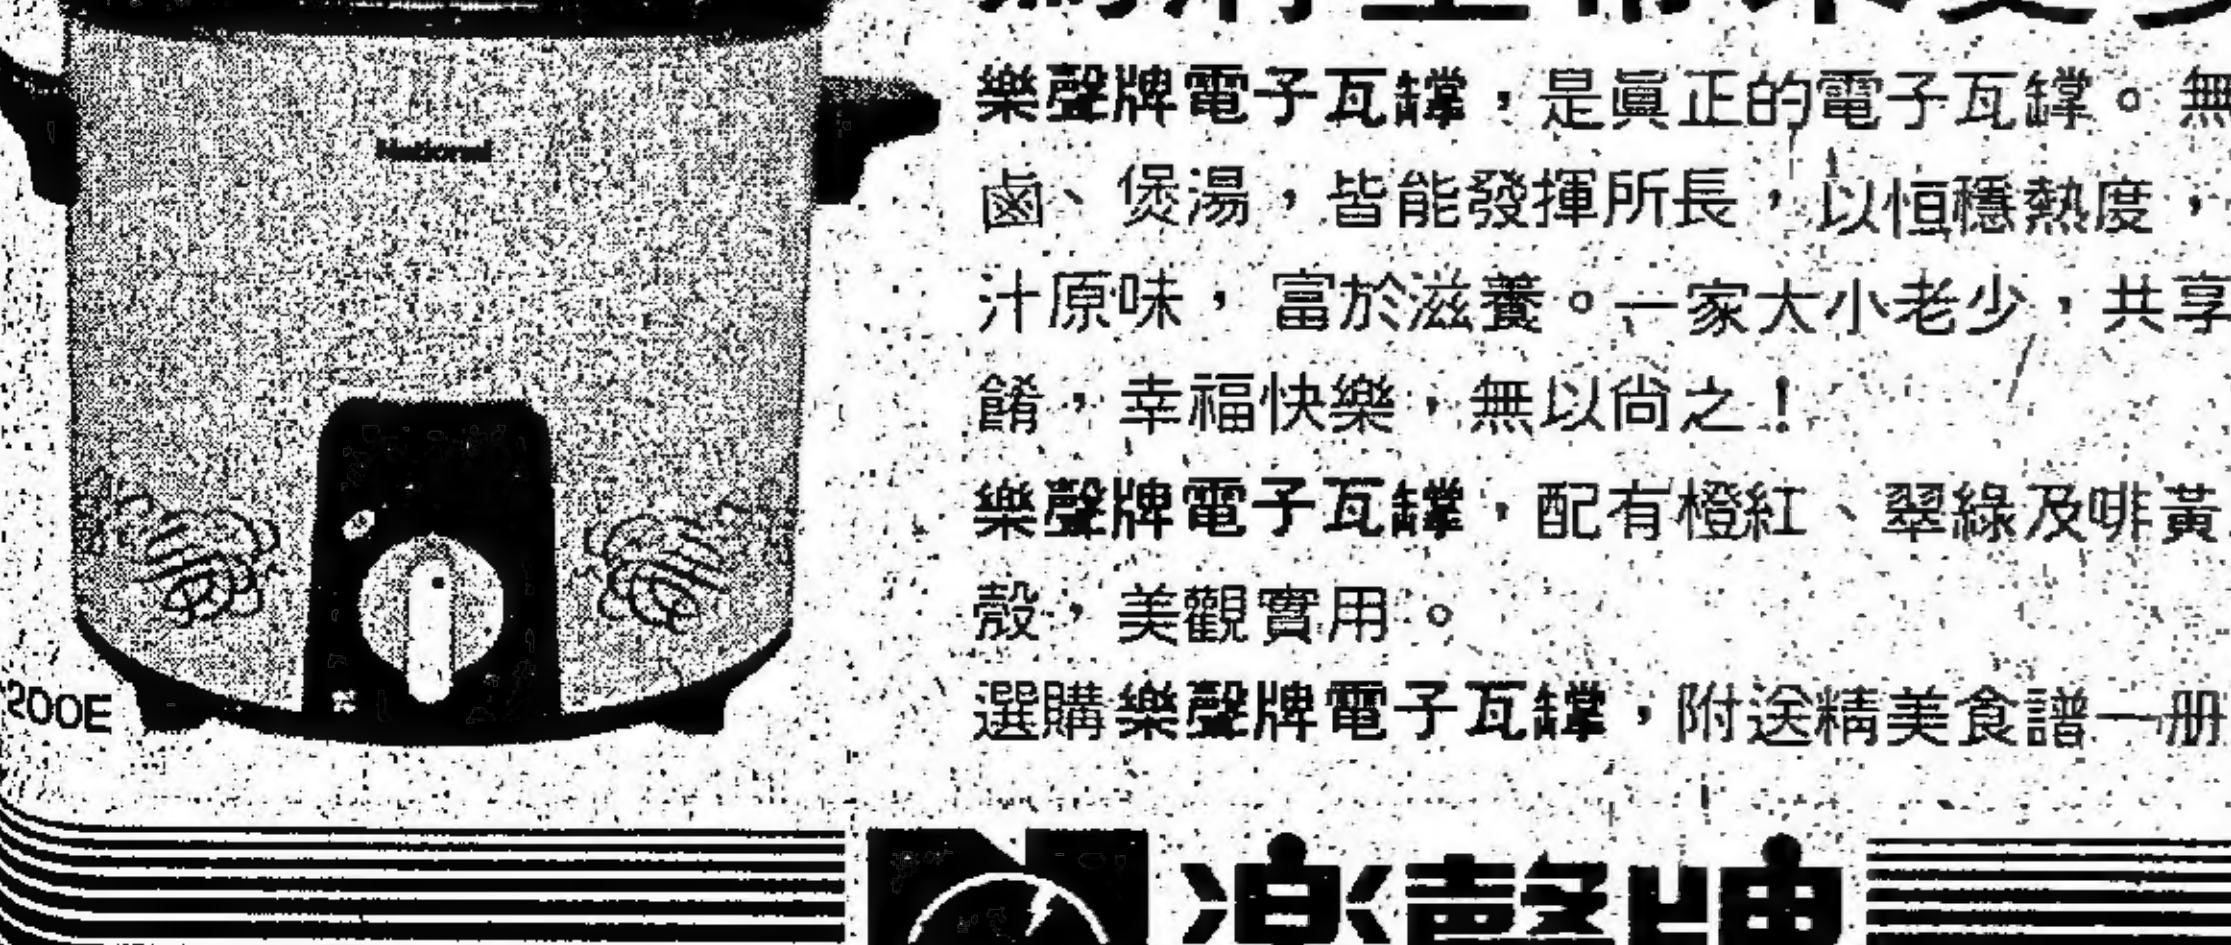 樂聲牌電子瓦罉,是眞正的電子瓦罉。無
鹵、煲湯,皆能發揮所長,以恒穩熱度,
汁原味,富於滋養。一家大小老少,共享
餚,幸福快樂,無以尙之!
樂聲牌電子瓦罉,配有橙紅、翠綠及啡黃
殼,美觀實用。
選購樂聲牌電子瓦罉,附送精美食譜一册
200E
樂聲牌